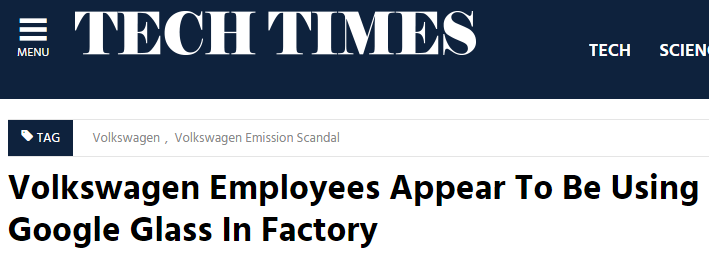 TECH TIMES
MENU
TECH SCIEN
TAG Volkswagen , Volkswagen Emission Scandal
Volkswagen Employees Appear To Be Using
Google Glass In Factory